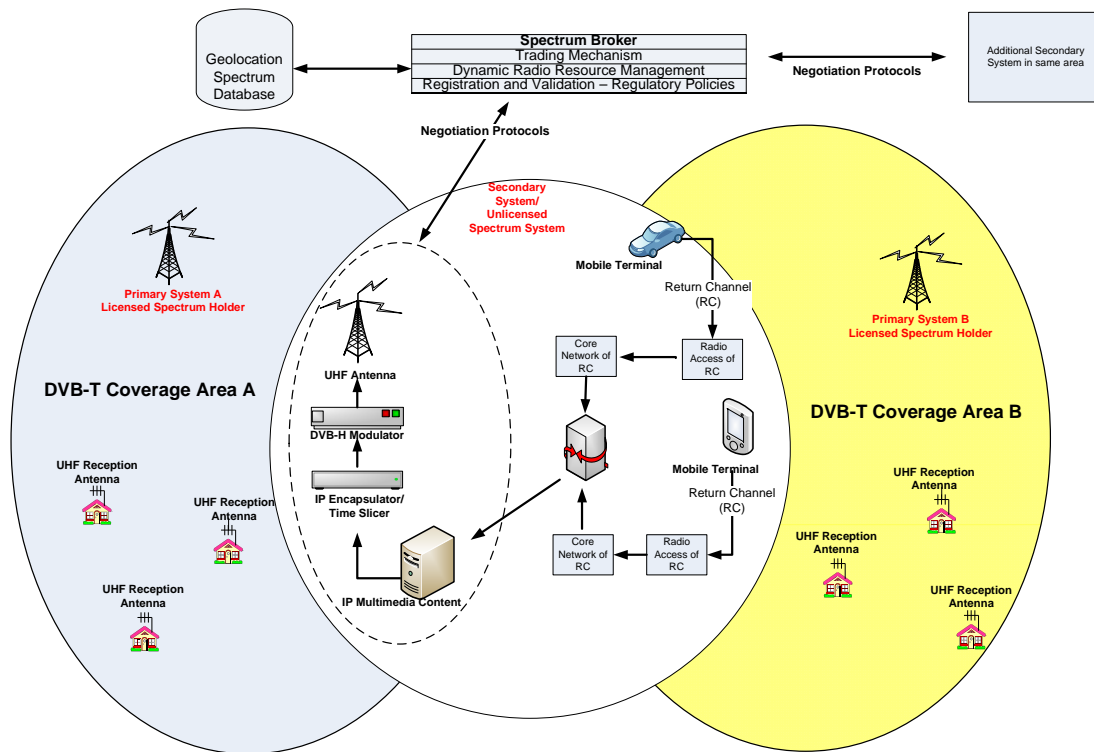 Geolocation
Spectrum
Database
Spectrum Broker
Trading Mechanism
Dynamic Radio Resource Management
Registration and Validation – Regulatory Policies
Negotiation Protocols
Additional Secondary
System in same area
Negotiation Protocols
Secondary
System/
Unlicensed
Spectrum System
Primary System A
Licensed Spectrum Holder
DVB-T Coverage Area A
UHF Reception
Antenna
UHF Reception
Antenna
UHF Reception
Antenna
UHF Antenna
DVB-H Modulator
IP Encapsulator/
Time Slicer
IP Multimedia Content
Mobile Terminal
Return Channel
(RC)
Core
Network of
RC
Radio
Access of
RC
Mobile Terminal
Return Channel
(RC)
Core
Network of
RC
Radio
Access of
RC
Primary System B
Licensed Spectrum Holder
DVB-T Coverage Area B
UHF Reception
Antenna
UHF Reception
Antenna
UHF Reception
Antenna